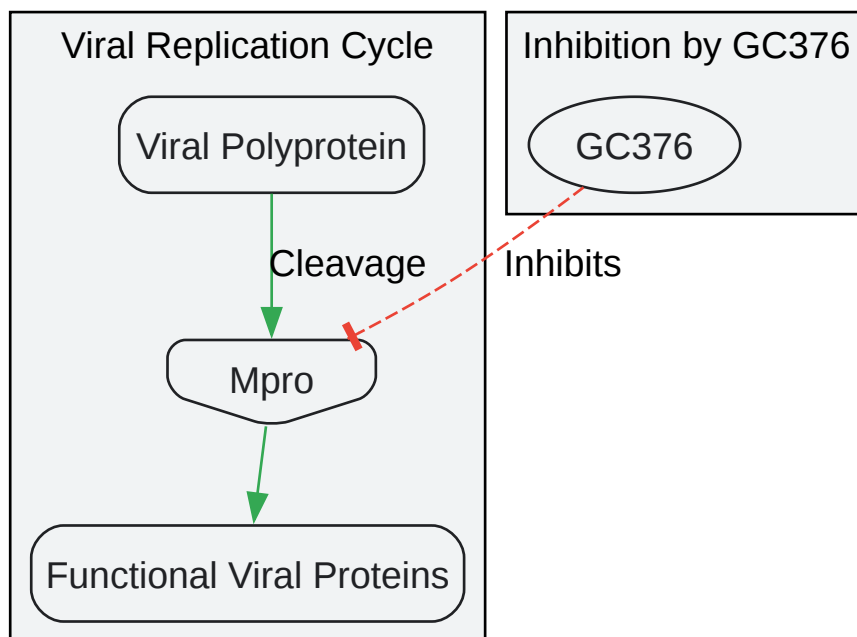 Viral Replication Cycle
Inhibition by GC376
Viral Polyprotein
GC376
Cleavage
Inhibits
Mpro
Functional Viral Proteins